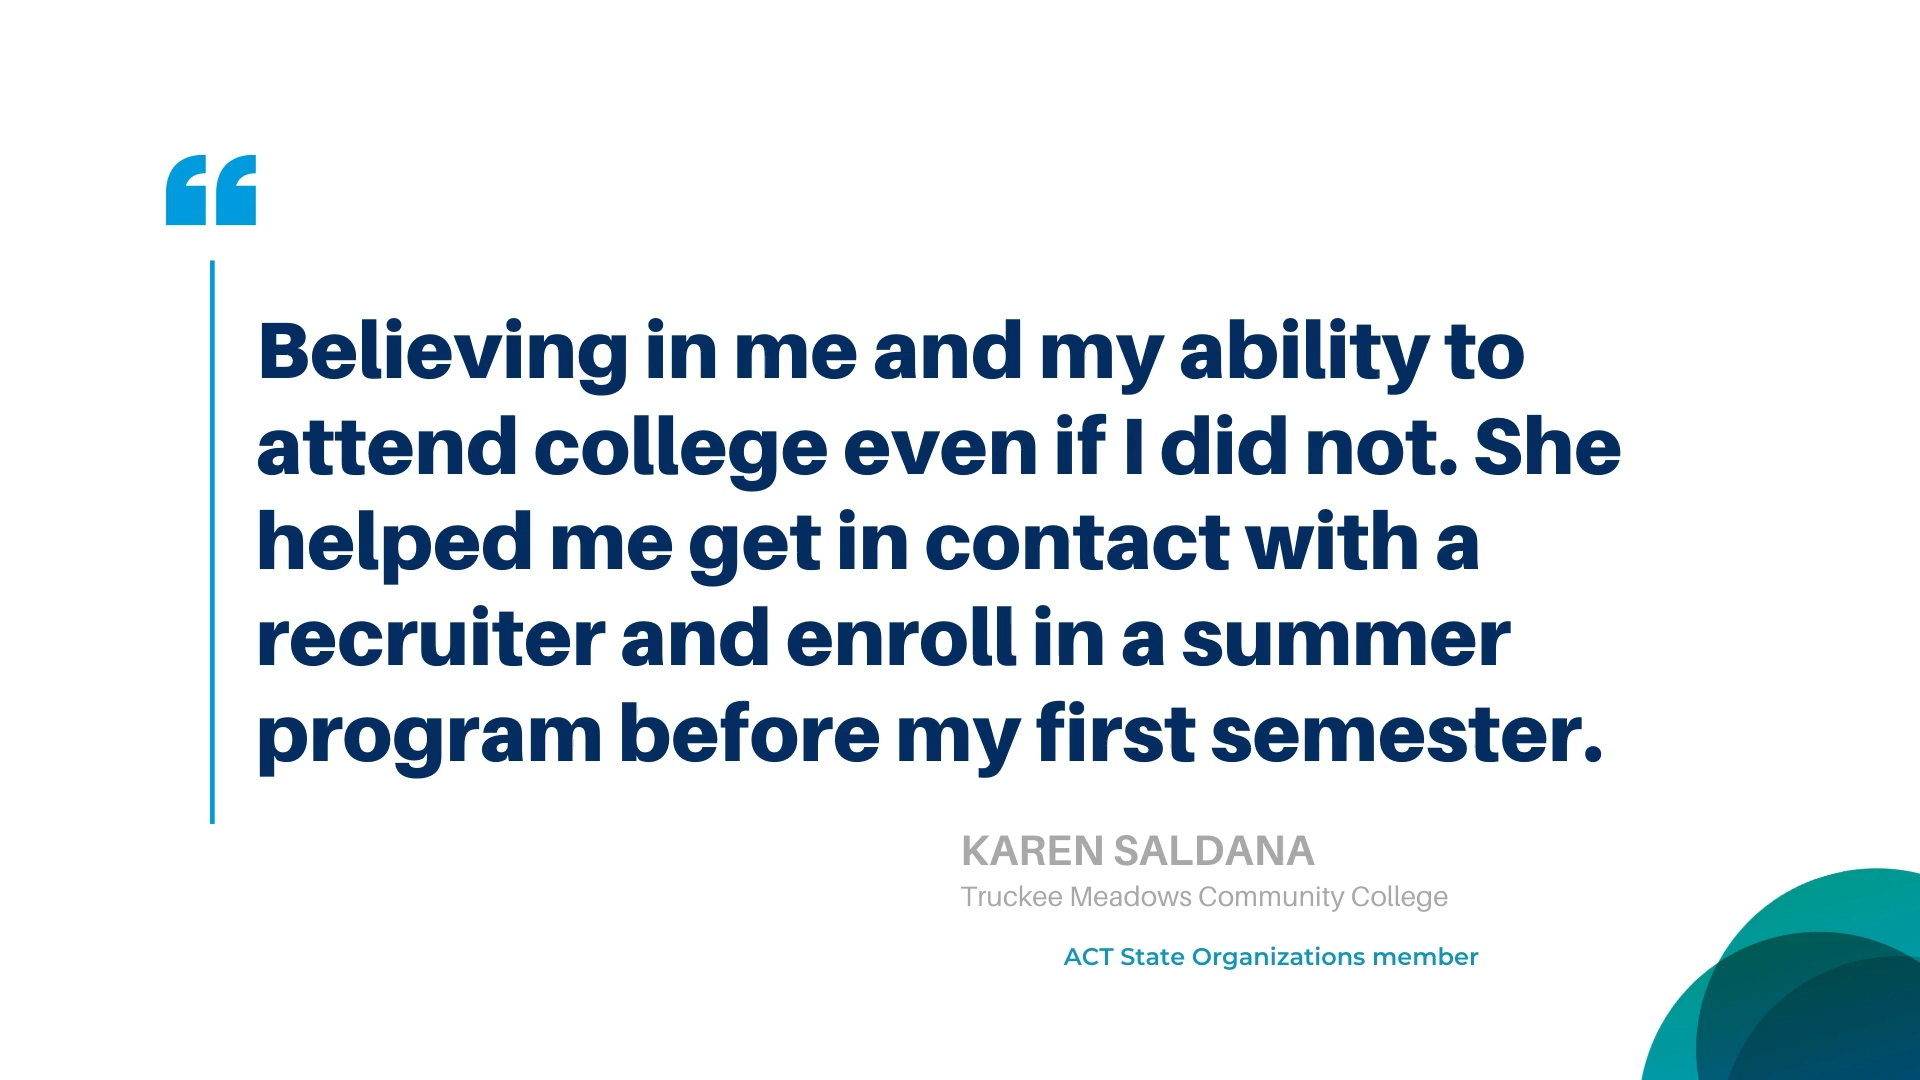 “
Believing in me and my ability to
attend college even if I did not. She
helped me get in contact with a
recruiter and enroll in a summer
program before my first semester.
KAREN SALDANA
Truckee Meadows Community College
ACT State Organizations member